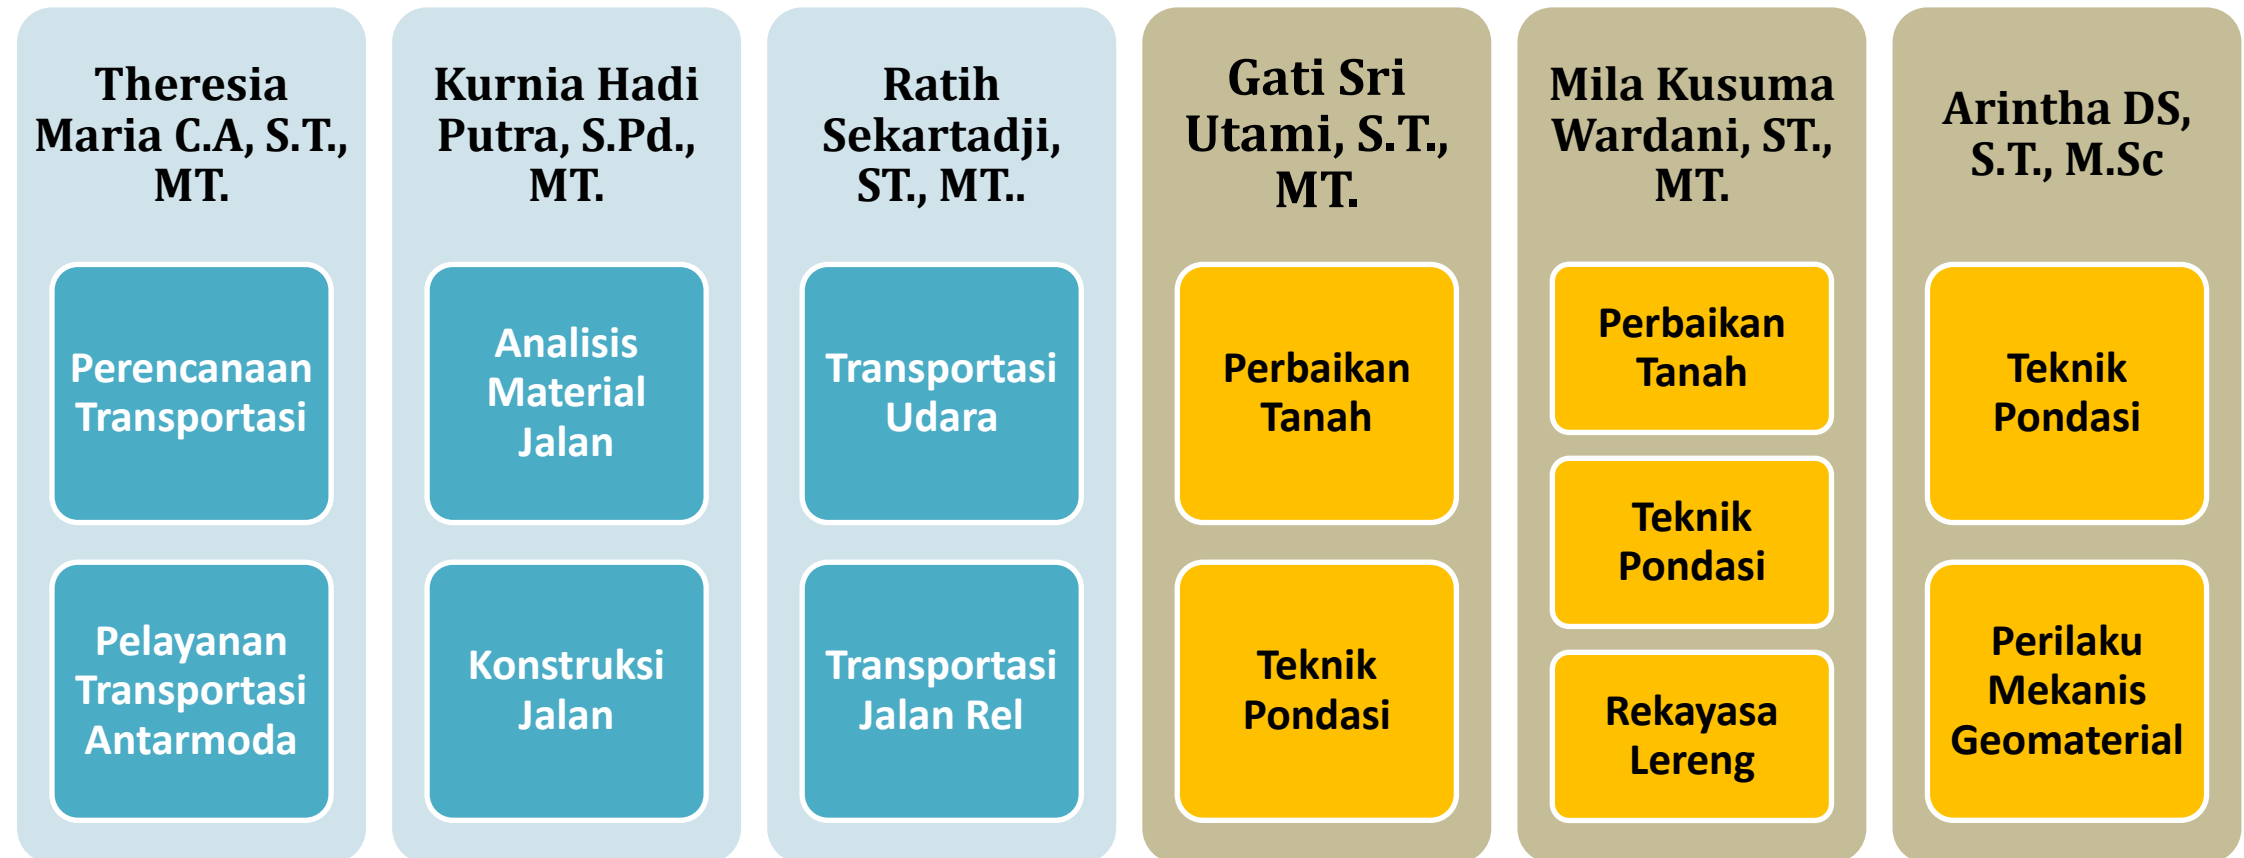 Theresia
Maria C.A, S.T.,
MT.
Perencanaan
Transportasi
Pelayanan
Transportasi
Antarmoda
Kurnia Hadi
Putra, S.Pd.,
MT.
Analisis
Material
Jalan
Konstruksi
Jalan
Ratih
Sekartadji,
ST., MT..
Transportasi
Udara
Transportasi
Jalan Rel
Gati Sri
Utami, S.T.,
MT.
Perbaikan
Tanah
Teknik
Pondasi
Mila Kusuma
Wardani, ST.,
MT.
Perbaikan
Tanah
Teknik
Pondasi
Rekayasa
Lereng
Arintha DS,
S.T., M.Sc
Teknik
Pondasi
Perilaku
Mekanis
Geomaterial